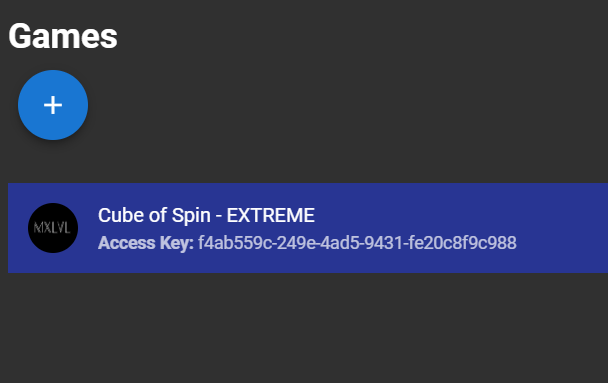 Games
+
MXLVL
Cube of Spin - EXTREME
Access Key: f4ab559c-249e-4ad5-9431-fe20c8f9c988